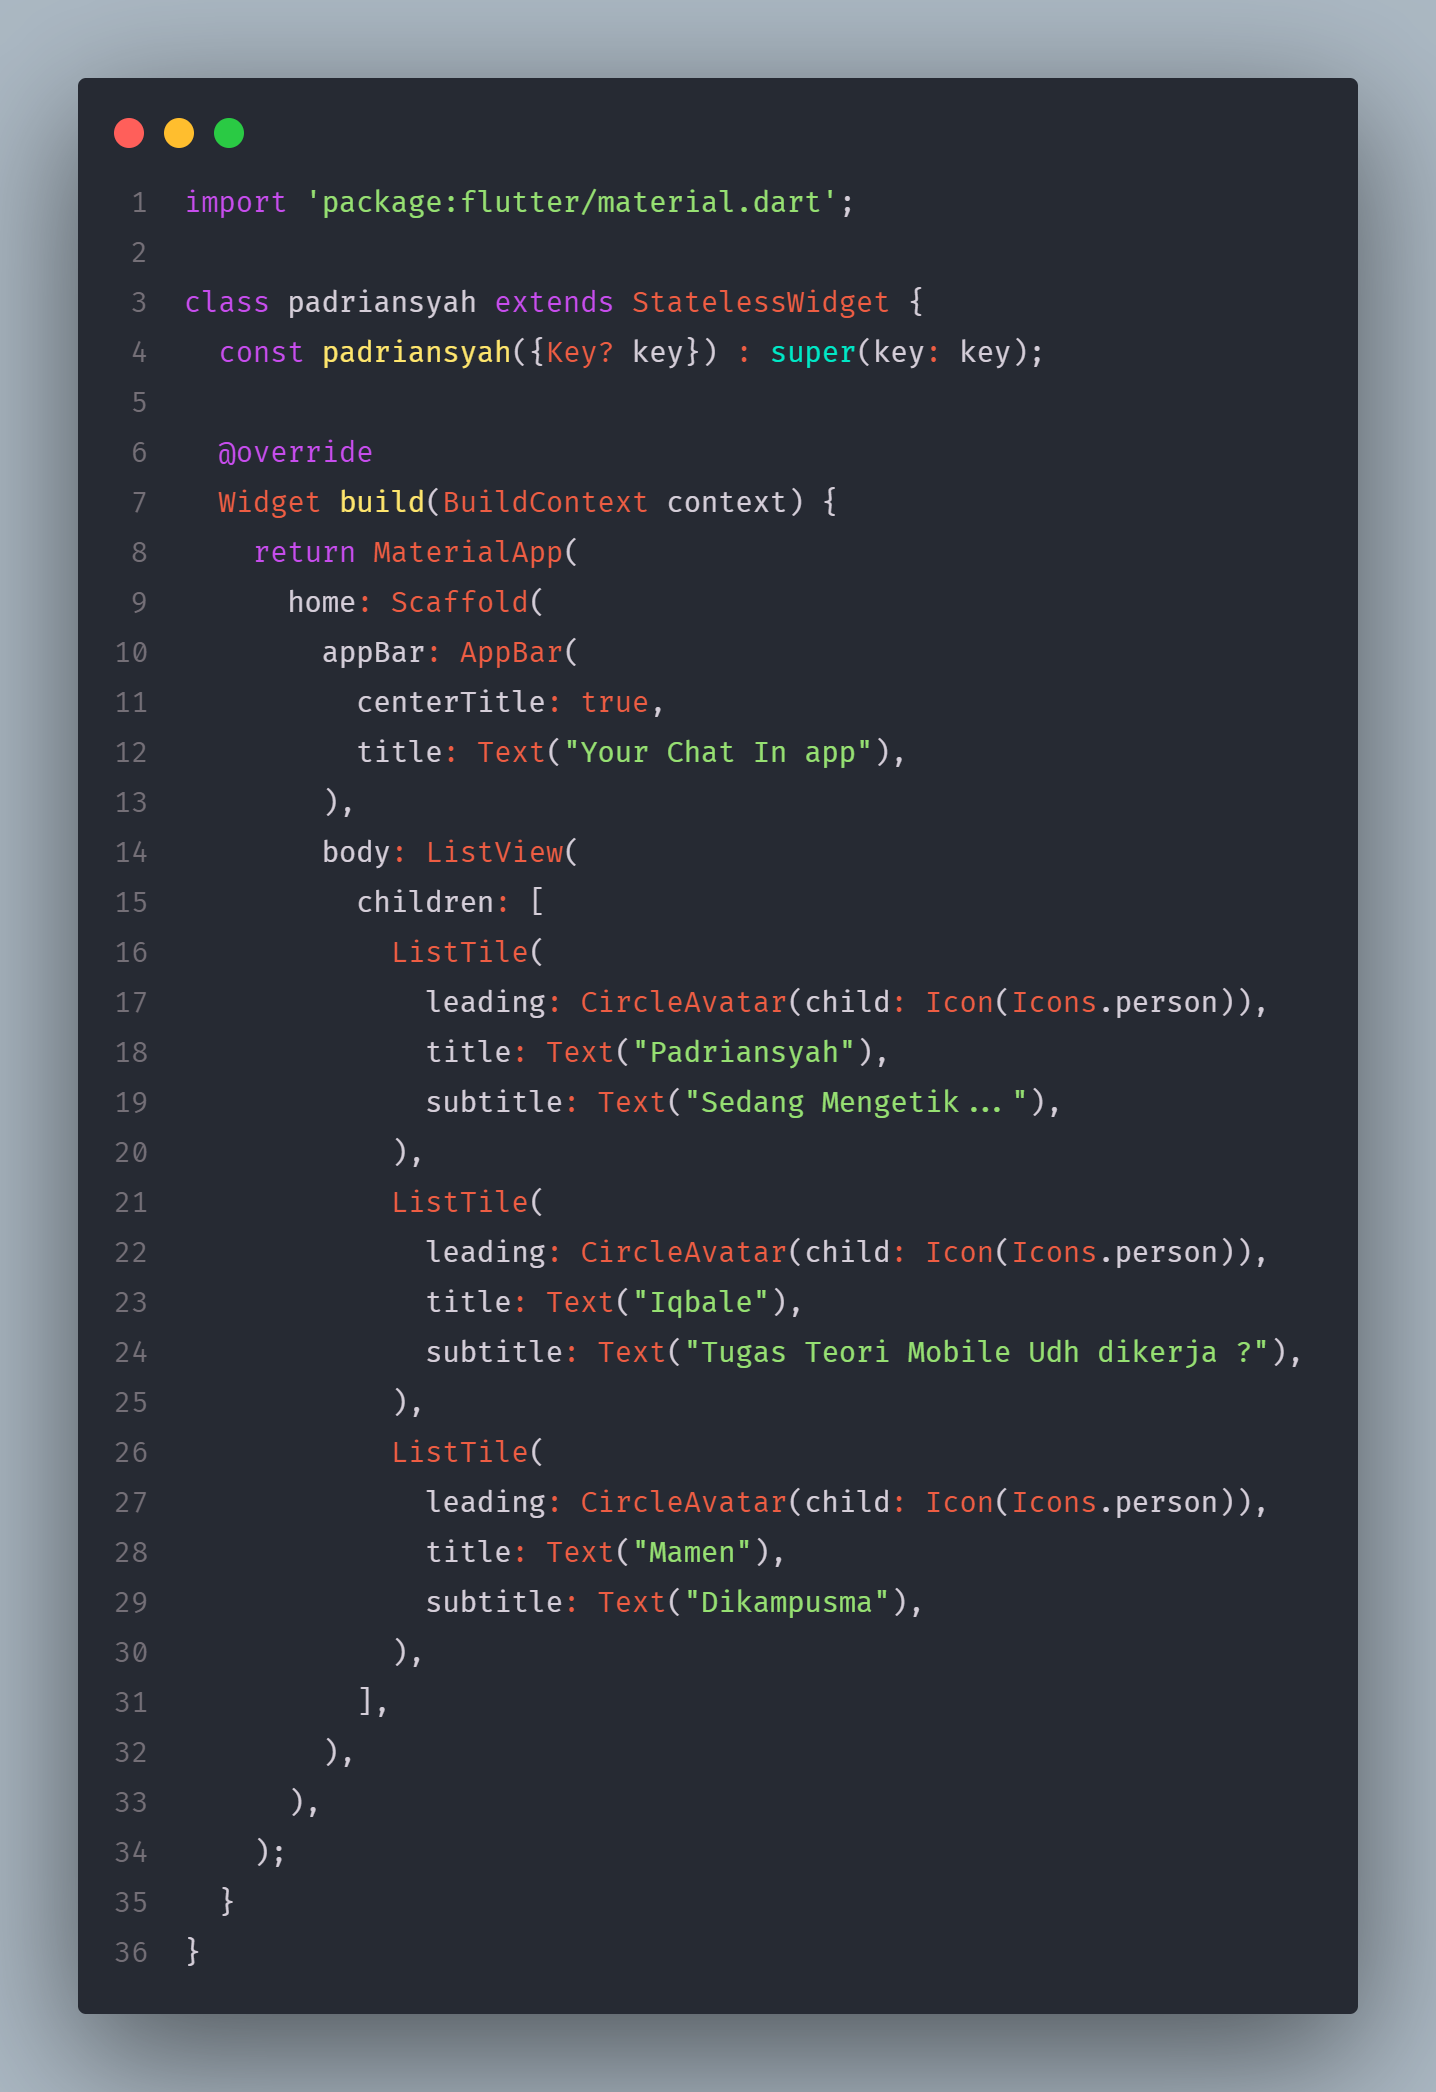 1 import 'package:flutter/material.dart';
2
3 class padriansyah extends StatelessWidget {
4   const padriansyah({Key? key}) : super(key: key);
5
6   @override
7   Widget build(BuildContext context) {
8     return MaterialApp(
9       home: Scaffold(
10         appBar: AppBar(
11           centerTitle: true,
12           title: Text("Your Chat In app"),
13         ),
14         body: ListView(
15           children: [
16             ListTile(
17               leading: CircleAvatar(child: Icon(Icons.person)),
18               title: Text("Padriansyah"),
19               subtitle: Text("Sedang Mengetik..."),
20             ),
21             ListTile(
22               leading: CircleAvatar(child: Icon(Icons.person)),
23               title: Text("Iqbale"),
24               subtitle: Text("Tugas Teori Mobile Udh dikerja ?"),
25             ),
26             ListTile(
27               leading: CircleAvatar(child: Icon(Icons.person)),
28               title: Text("Mamen"),
29               subtitle: Text("Dikampusma"),
30             ),
31           ],
32         ),
33       ),
34     );
35   }
36 }